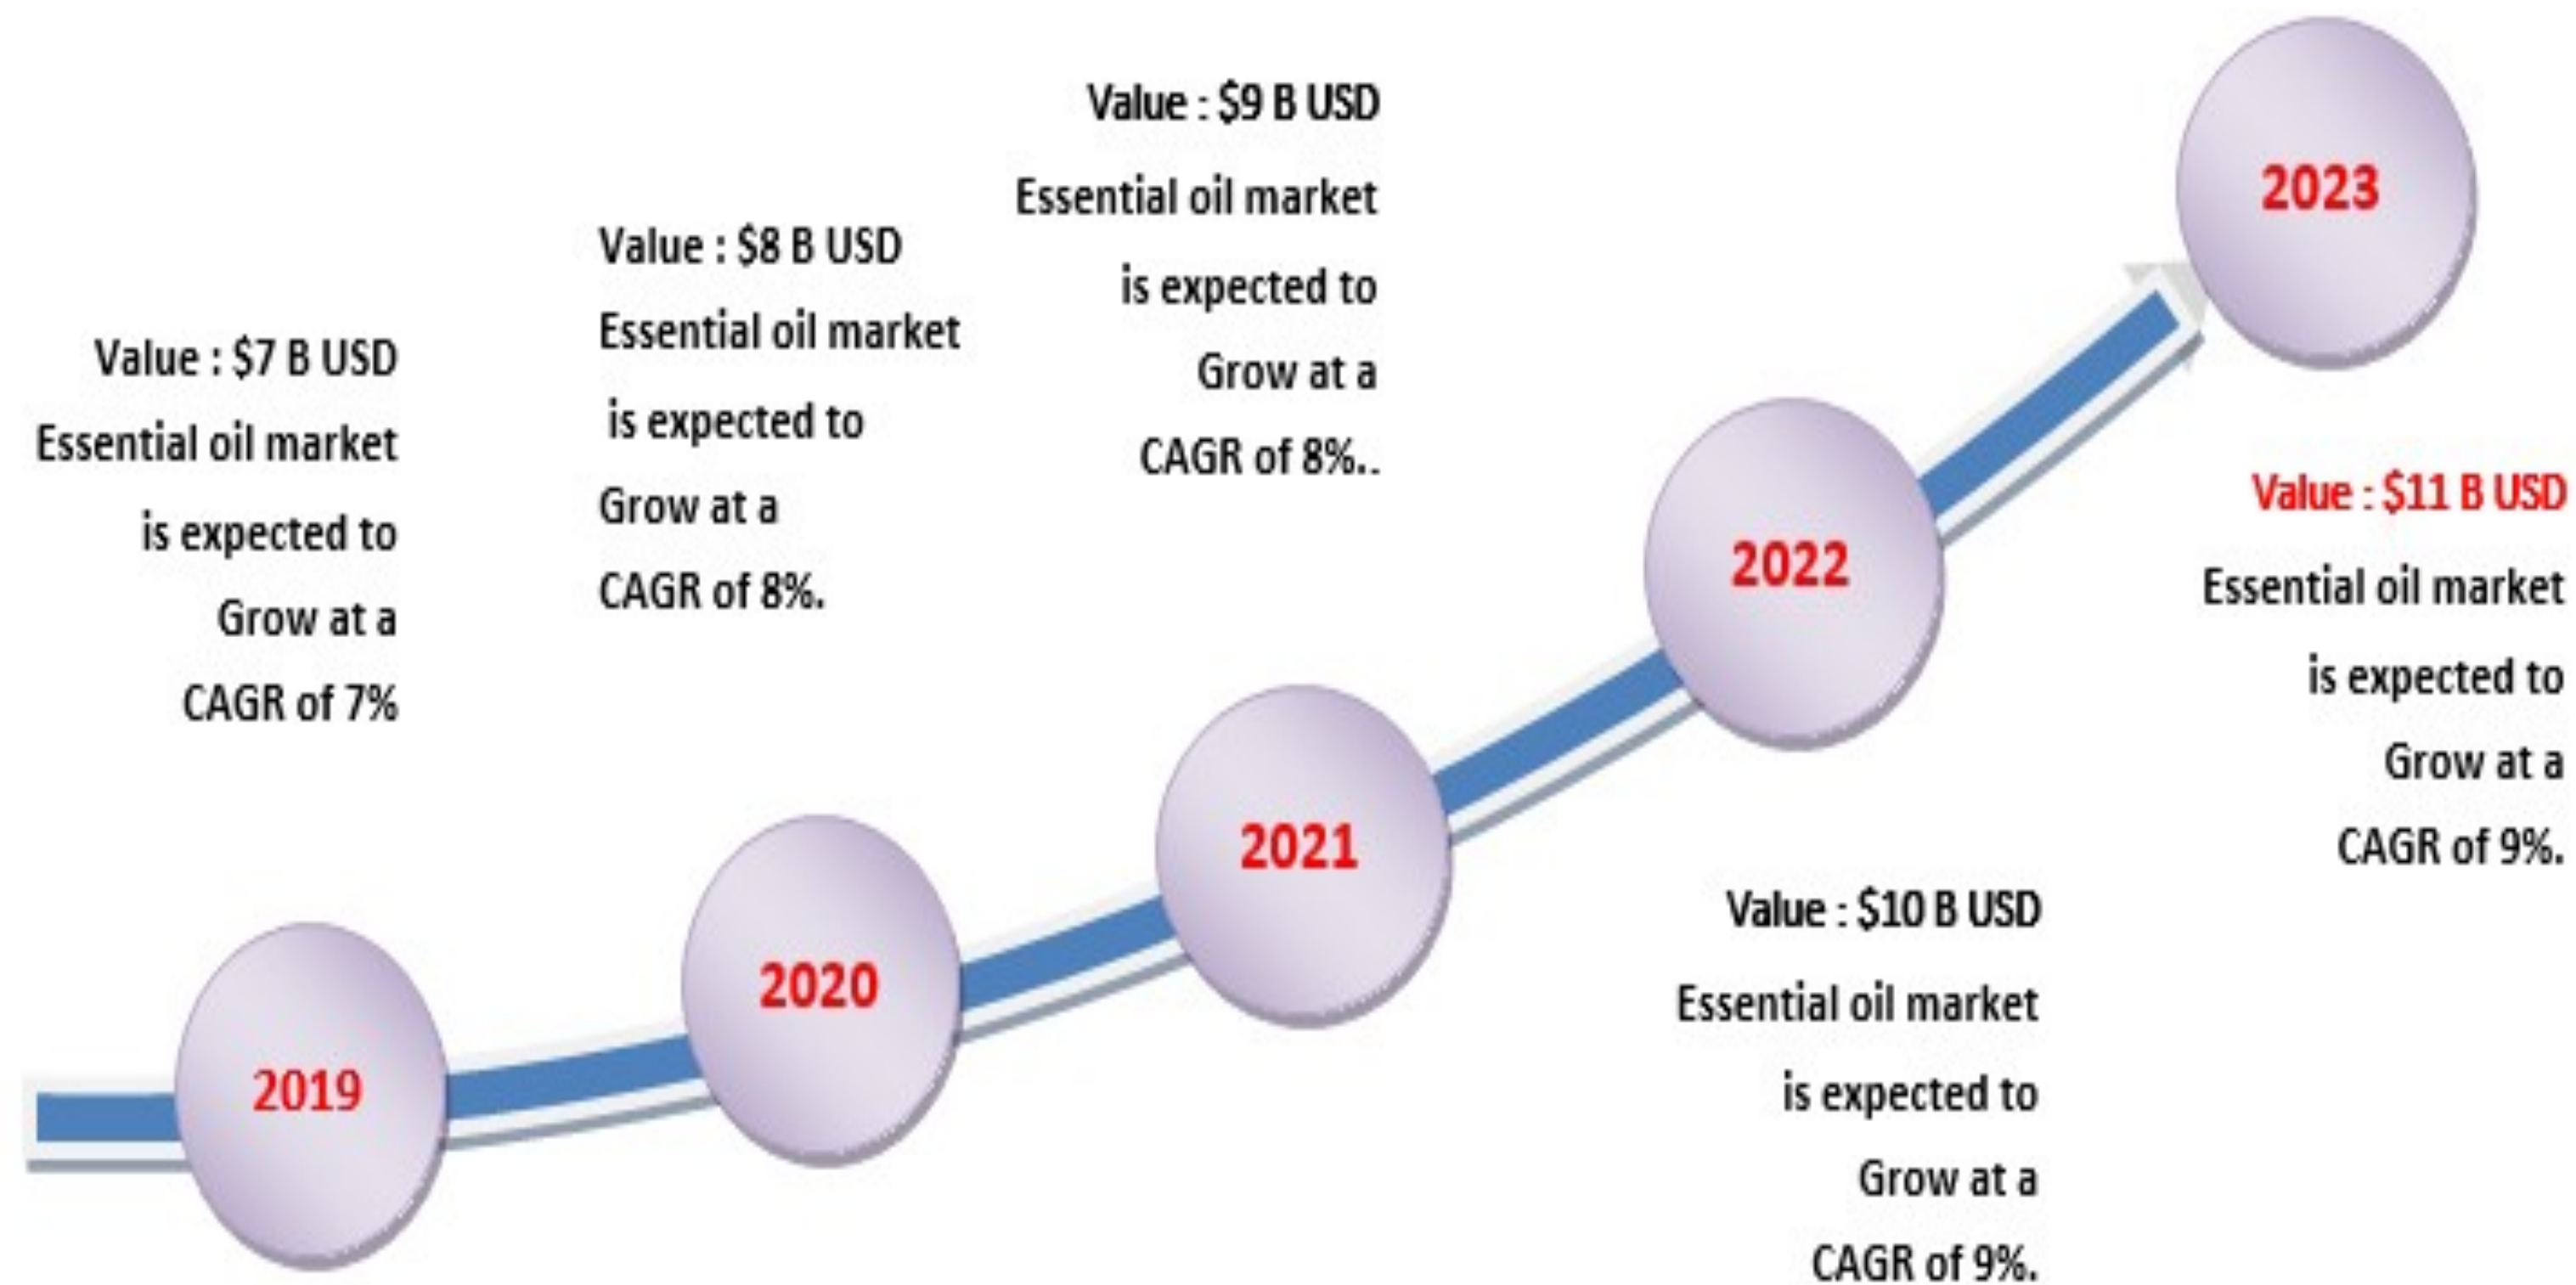 Value : $7 B USD
Essential oil market
is expected to
Grow at a
CAGR of 7%
2019
Value : $8 B USD
Essential oil market
is expected to
Grow at a
CAGR of 8%.
2020
Value : $9 B USD
Essential oil market
is expected to
Grow at a
CAGR of 8%..
2021
2022
Value : $10 B USD
Essential oil market
is expected to
Grow at a
CAGR of 9%.
2023
Value : $11 B USD
Essential oil market
is expected to
Grow at a
CAGR of 9%.